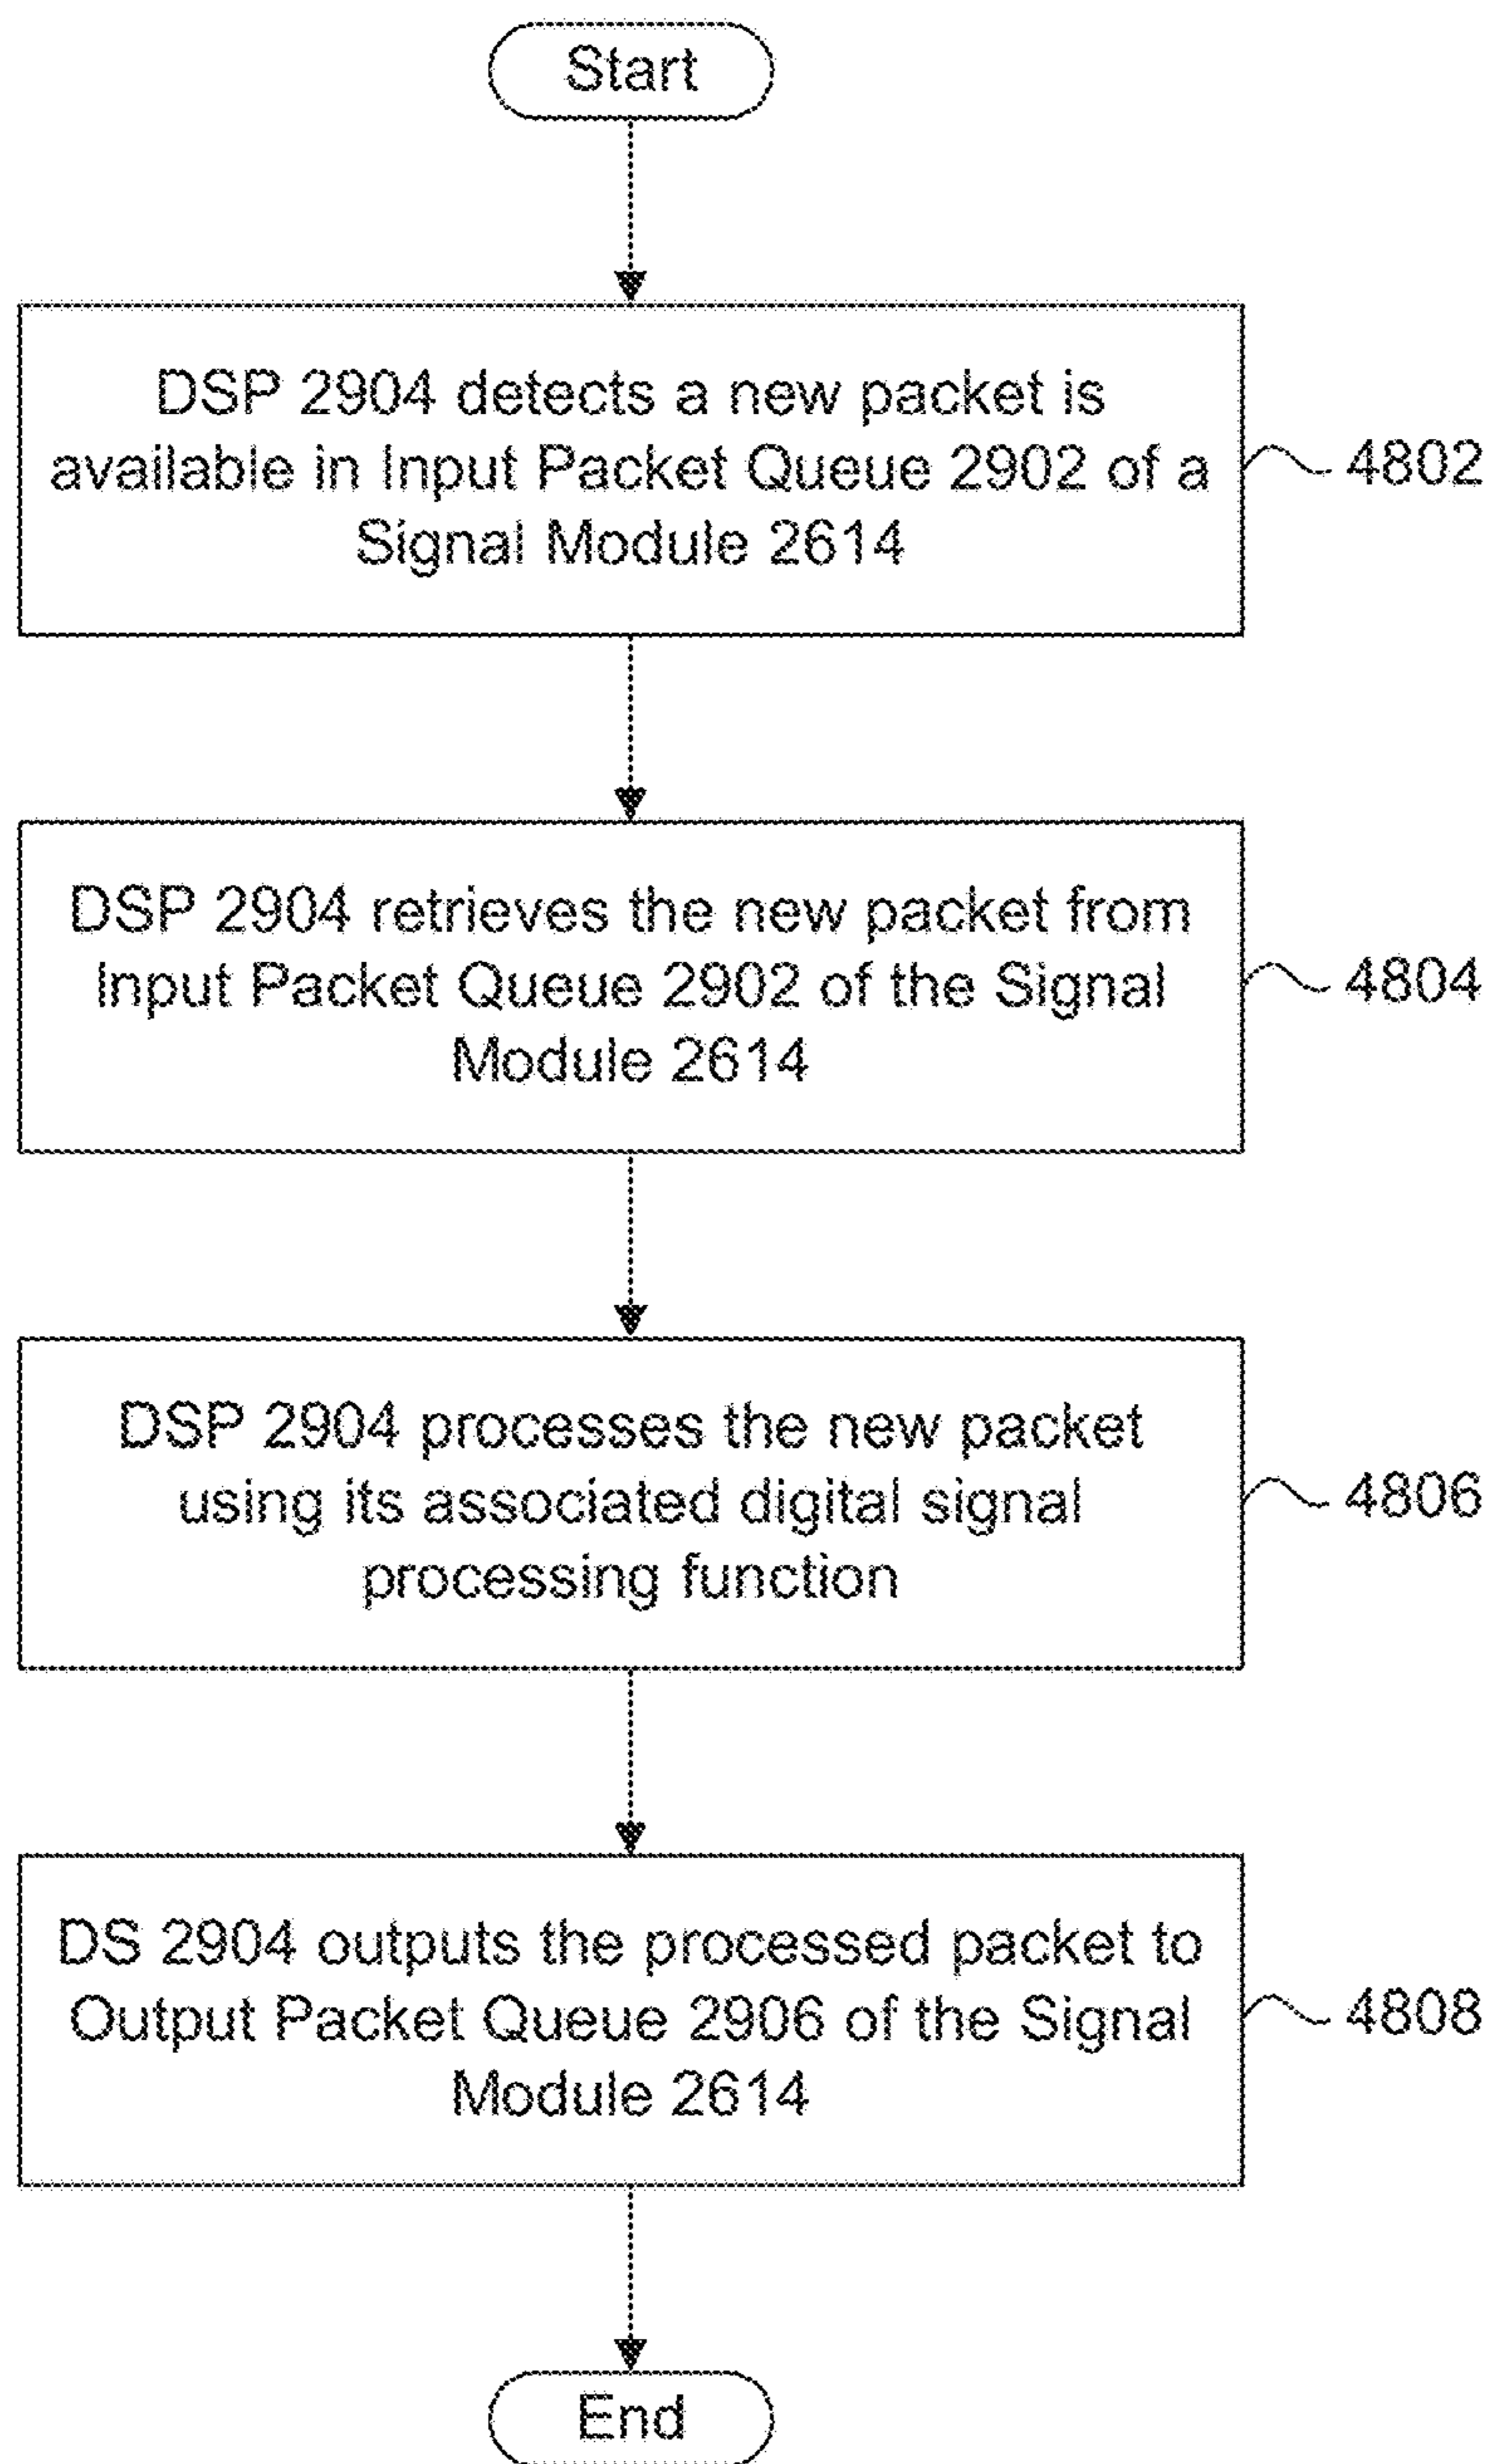 Start
DSP 2904 detects a new packet is
available in Input Packet Queue 2902 of a
Signal Module 2614
4802
DSP 2904 retrieves the new packet from
Input Packet Queue 2902 of the Signal
Module 2614
4804
DSP 2904 processes the new packet
using its associated digital signal
processing function
4806
DS 2904 outputs the processed packet to
Output Packet Queue 2906 of the Signal
Module 2614
4808
End